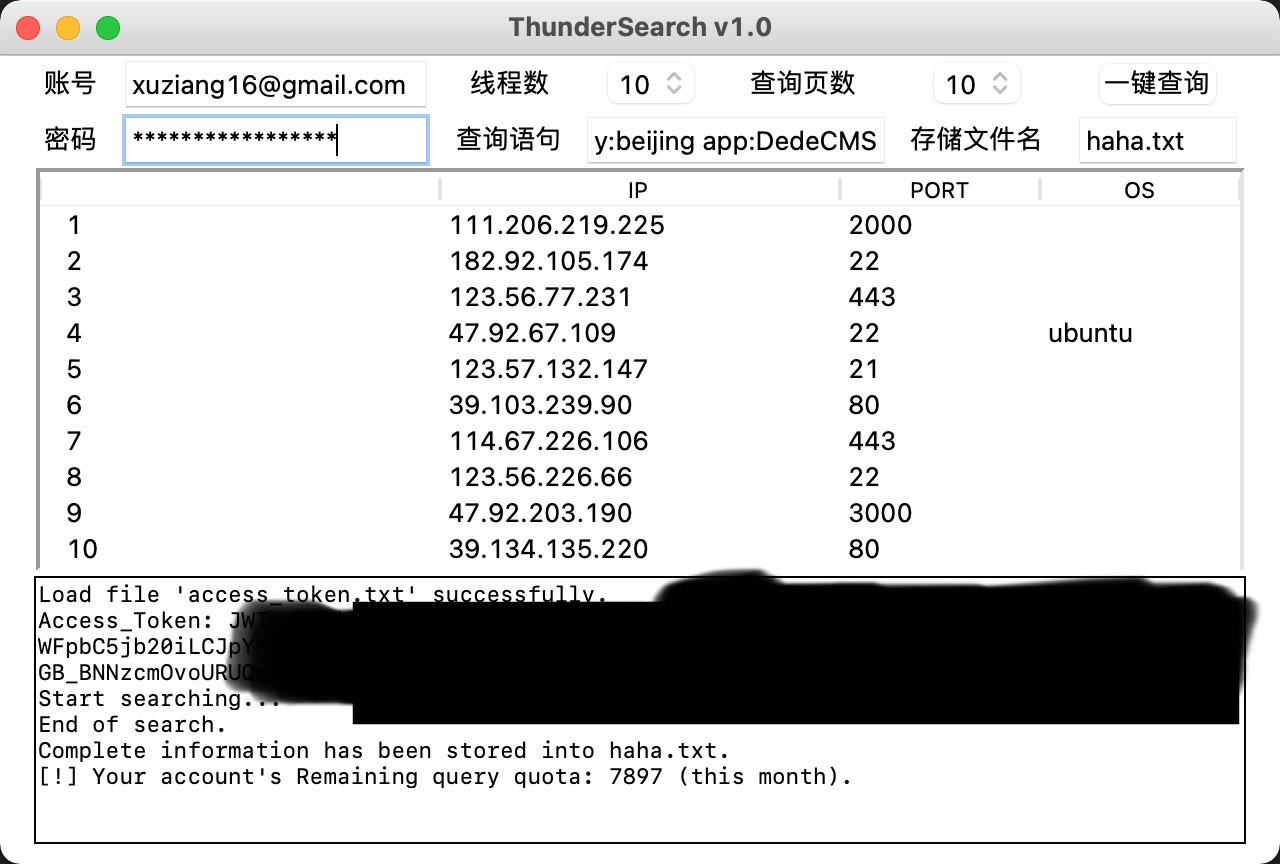 ThunderSearch v1.0
账号 xuziang16@gmail.com 线程数 10 查询页数 10 一键查询
密码 ***************** 查询语句 y:beijing app:DedeCMS 存储文件名 haha.txt
IP PORT OS
1 111.206.219.225 2000
2 182.92.105.174 22
3 123.56.77.231 443
4 47.92.67.109 22 ubuntu
5 123.57.132.147 21
6 39.103.239.90 80
7 114.67.226.106 443
8 123.56.226.66 22
9 47.92.203.190 3000
10 39.134.135.220 80
Load file 'access_token.txt' successfully.
Access_Token: JWT
WFpbC5jb20iLCJpYX
GB_BNNzcmOvoURUQ
Start searching...
End of search.
Complete information has been stored into haha.txt.
[!] Your account's Remaining query quota: 7897 (this month).